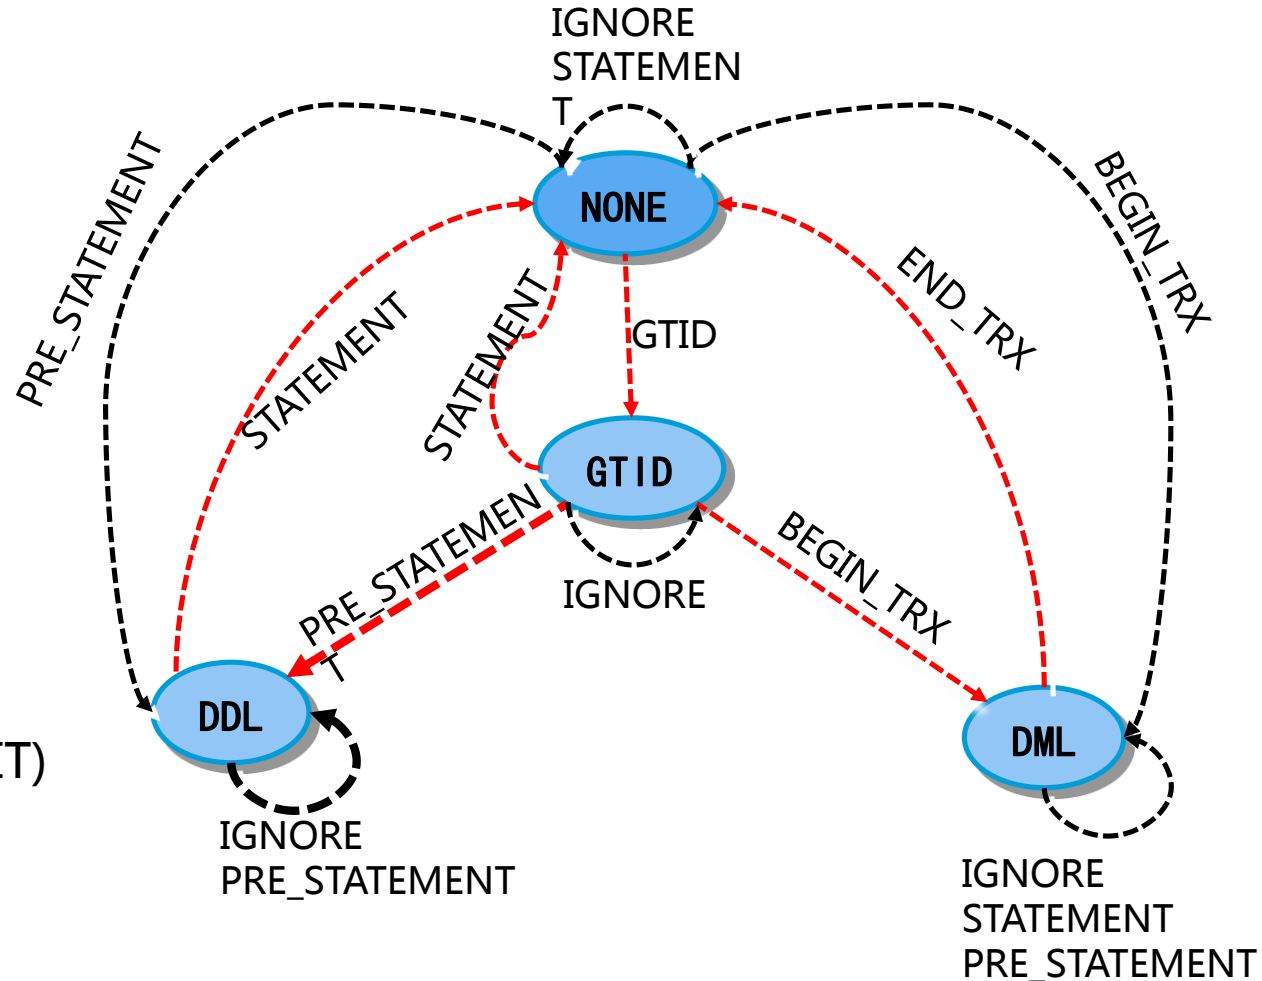 IGNORE
STATEMEN
T
PRE_STATEMENT
BEGIN_TRX
NONE
STATEMENT
STATEMENT
GTID
END_TRX
GTID
PRE_STATEMEN
T
IGNORE
BEGIN_TRX
DDL
DML
T)
IGNORE
PRE_STATEMENT
IGNORE
STATEMENT
PRE_STATEMENT